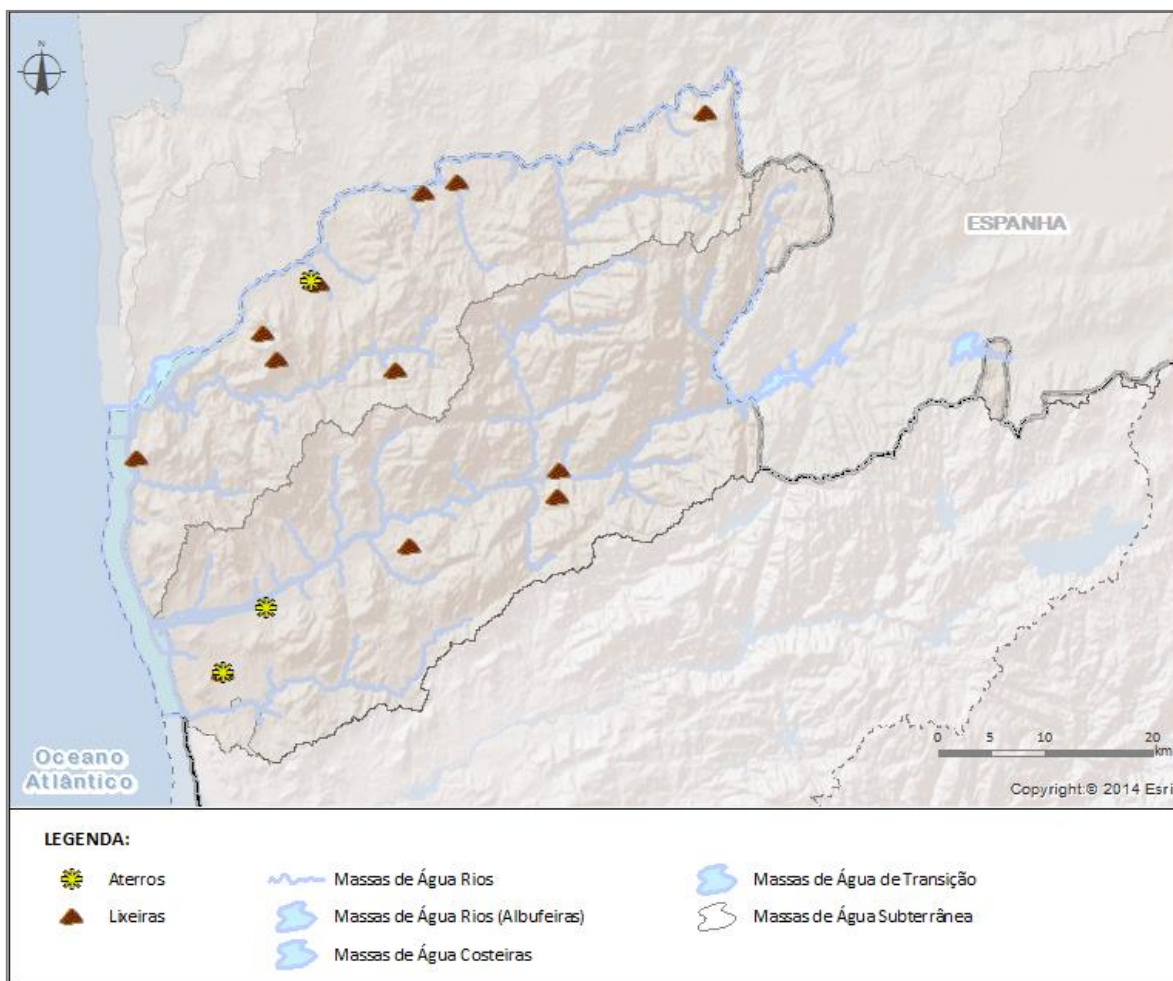 N
ESPANHA
Oceano
Atlântico
0 5 10 20
km
Copyright:© 2014 Esri
LEGENDA:
Aterros
Massas de Água Rios
Massas de Água de Transição
Lixeiras
Massas de Água Rios (Albufeiras)
Massas de Água Subterrânea
Massas de Água Costeiras